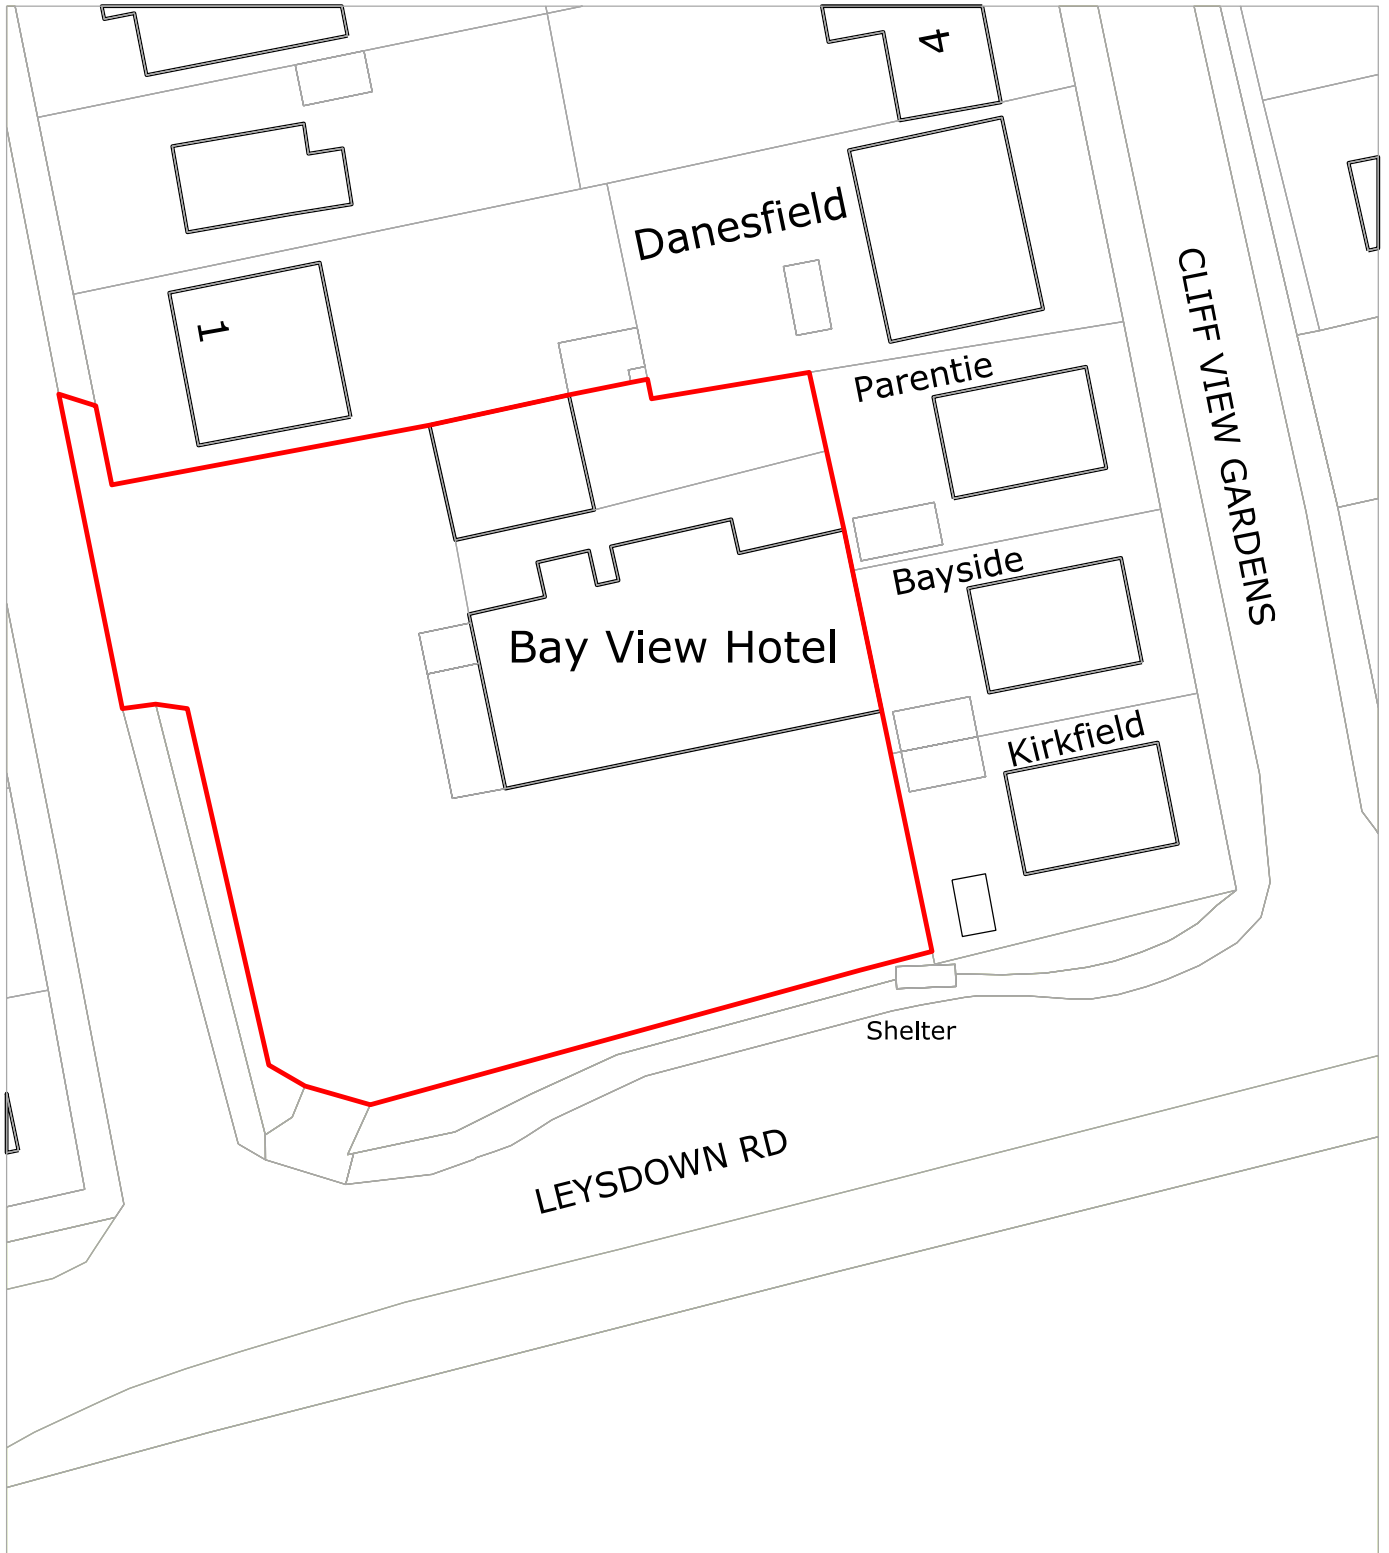 4
Danesfield
1
CLIFF VIEW GARDENS
Parentie
Bayside
Bay View Hotel
Kirkfield
Shelter
LEYSDOWN RD